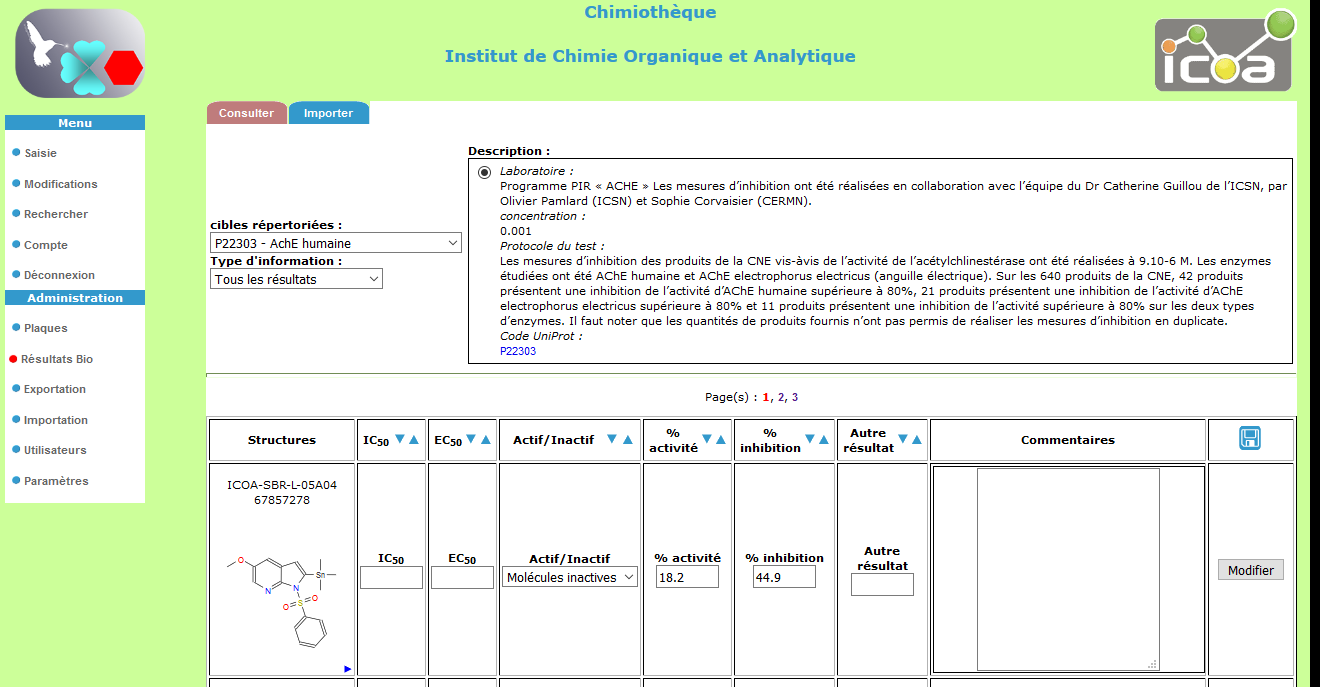 Chimiothèque
Institut de Chimie Organique et Analytique
icoa
Menu
Saisie
Modifications
Rechercher
Compte
Déconnexion
Administration
Plaques
Résultats Bio
Exportation
Importation
Utilisateurs
Paramètres
Consulter
Importer
cibles répertoriées :
P22303 - AchE humaine
Type d'information :
Tous les résultats
Description :
Laboratoire :
Programme PIR « ACHE » Les mesures d’inhibition ont été réalisées en collaboration avec l’équipe du Dr Catherine Guillou de l’ICSN, par
Olivier Pamlard (ICSN) et Sophie Corvaisier (CERMN).
concentration :
0.001
Protocole du test :
Les mesures d’inhibition des produits de la CNE vis-àvis de l’activité de l’acétylchlinestérase ont été réalisées à 9.10-6 M. Les enzymes
étudiées ont été AChE humaine et AChE electrophorus electricus (anguille électrique). Sur les 640 produits de la CNE, 42 produits
présentent une inhibition de l’activité d’AChE humaine supérieure à 80%, 21 produits présentent une inhibition de l’activité d’AChE
electrophorus electricus supérieure à 80% et 11 produits présentent une inhibition de l’activité supérieure à 80% sur les deux types
d’enzymes. Il faut noter que les quantités de produits fournis n’ont pas permis de réaliser les mesures d’inhibition en duplicate.
Code UniProt :
P22303
Page(s) : 1, 2, 3
Structures
IC50
EC50
Actif/Inactif
% activité
% inhibition
Autre résultat
Commentaires
ICOA-SBR-L-05A04
67857278
O
Sn
N
N
O
S
O
IC50
EC50
Actif/Inactif
Molécules inactives
% activité
18.2
% inhibition
44.9
Autre
résultat
Modifier